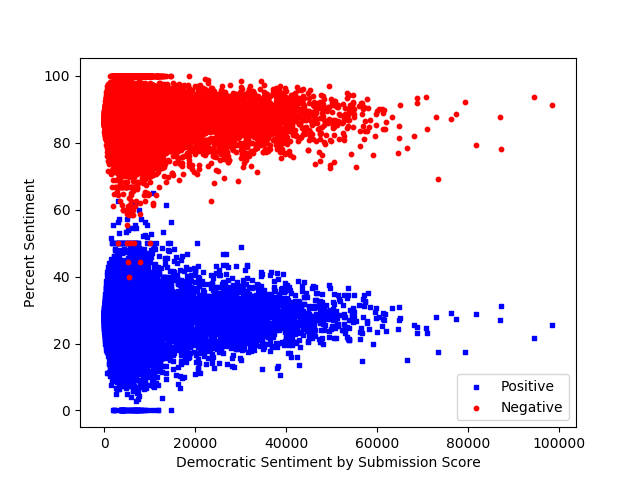 100
80
60
40
20
0
Percent Sentiment
Positive
Negative
0 20000 40000 60000 80000 100000
Democratic Sentiment by Submission Score